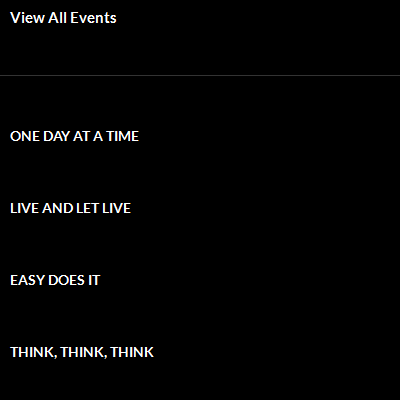 View All Events
ONE DAY AT A TIME
LIVE AND LET LIVE
EASY DOES IT
THINK, THINK, THINK